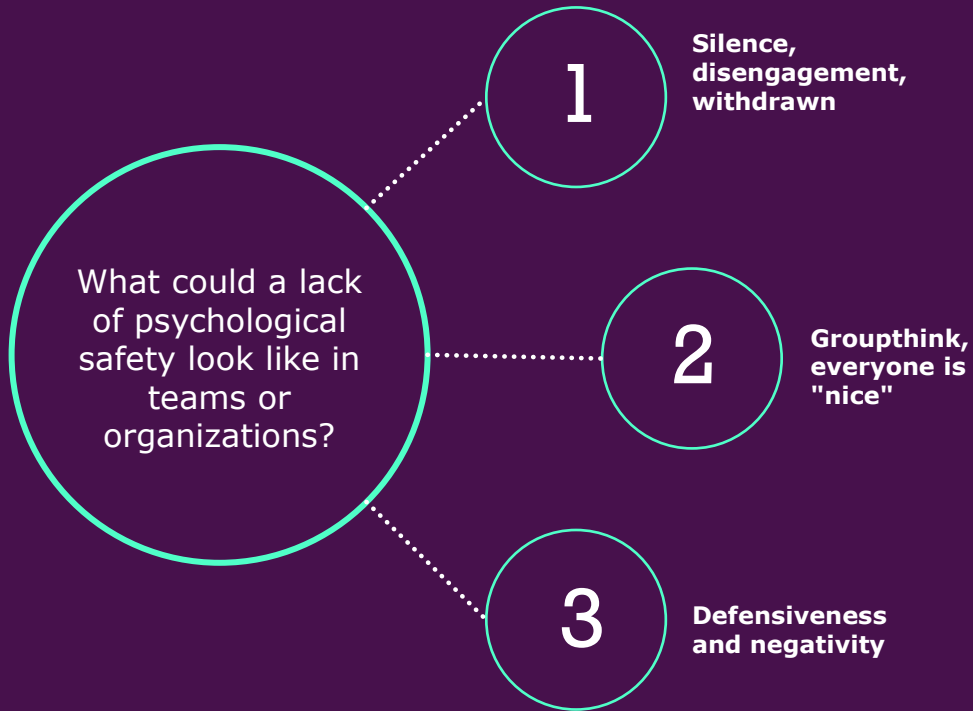 What could a lack
of psychological
safety look like in
teams or
organizations?
1
Silence,
disengagement,
withdrawn
2
Groupthink,
everyone is
"nice"
3
Defensiveness
and negativity